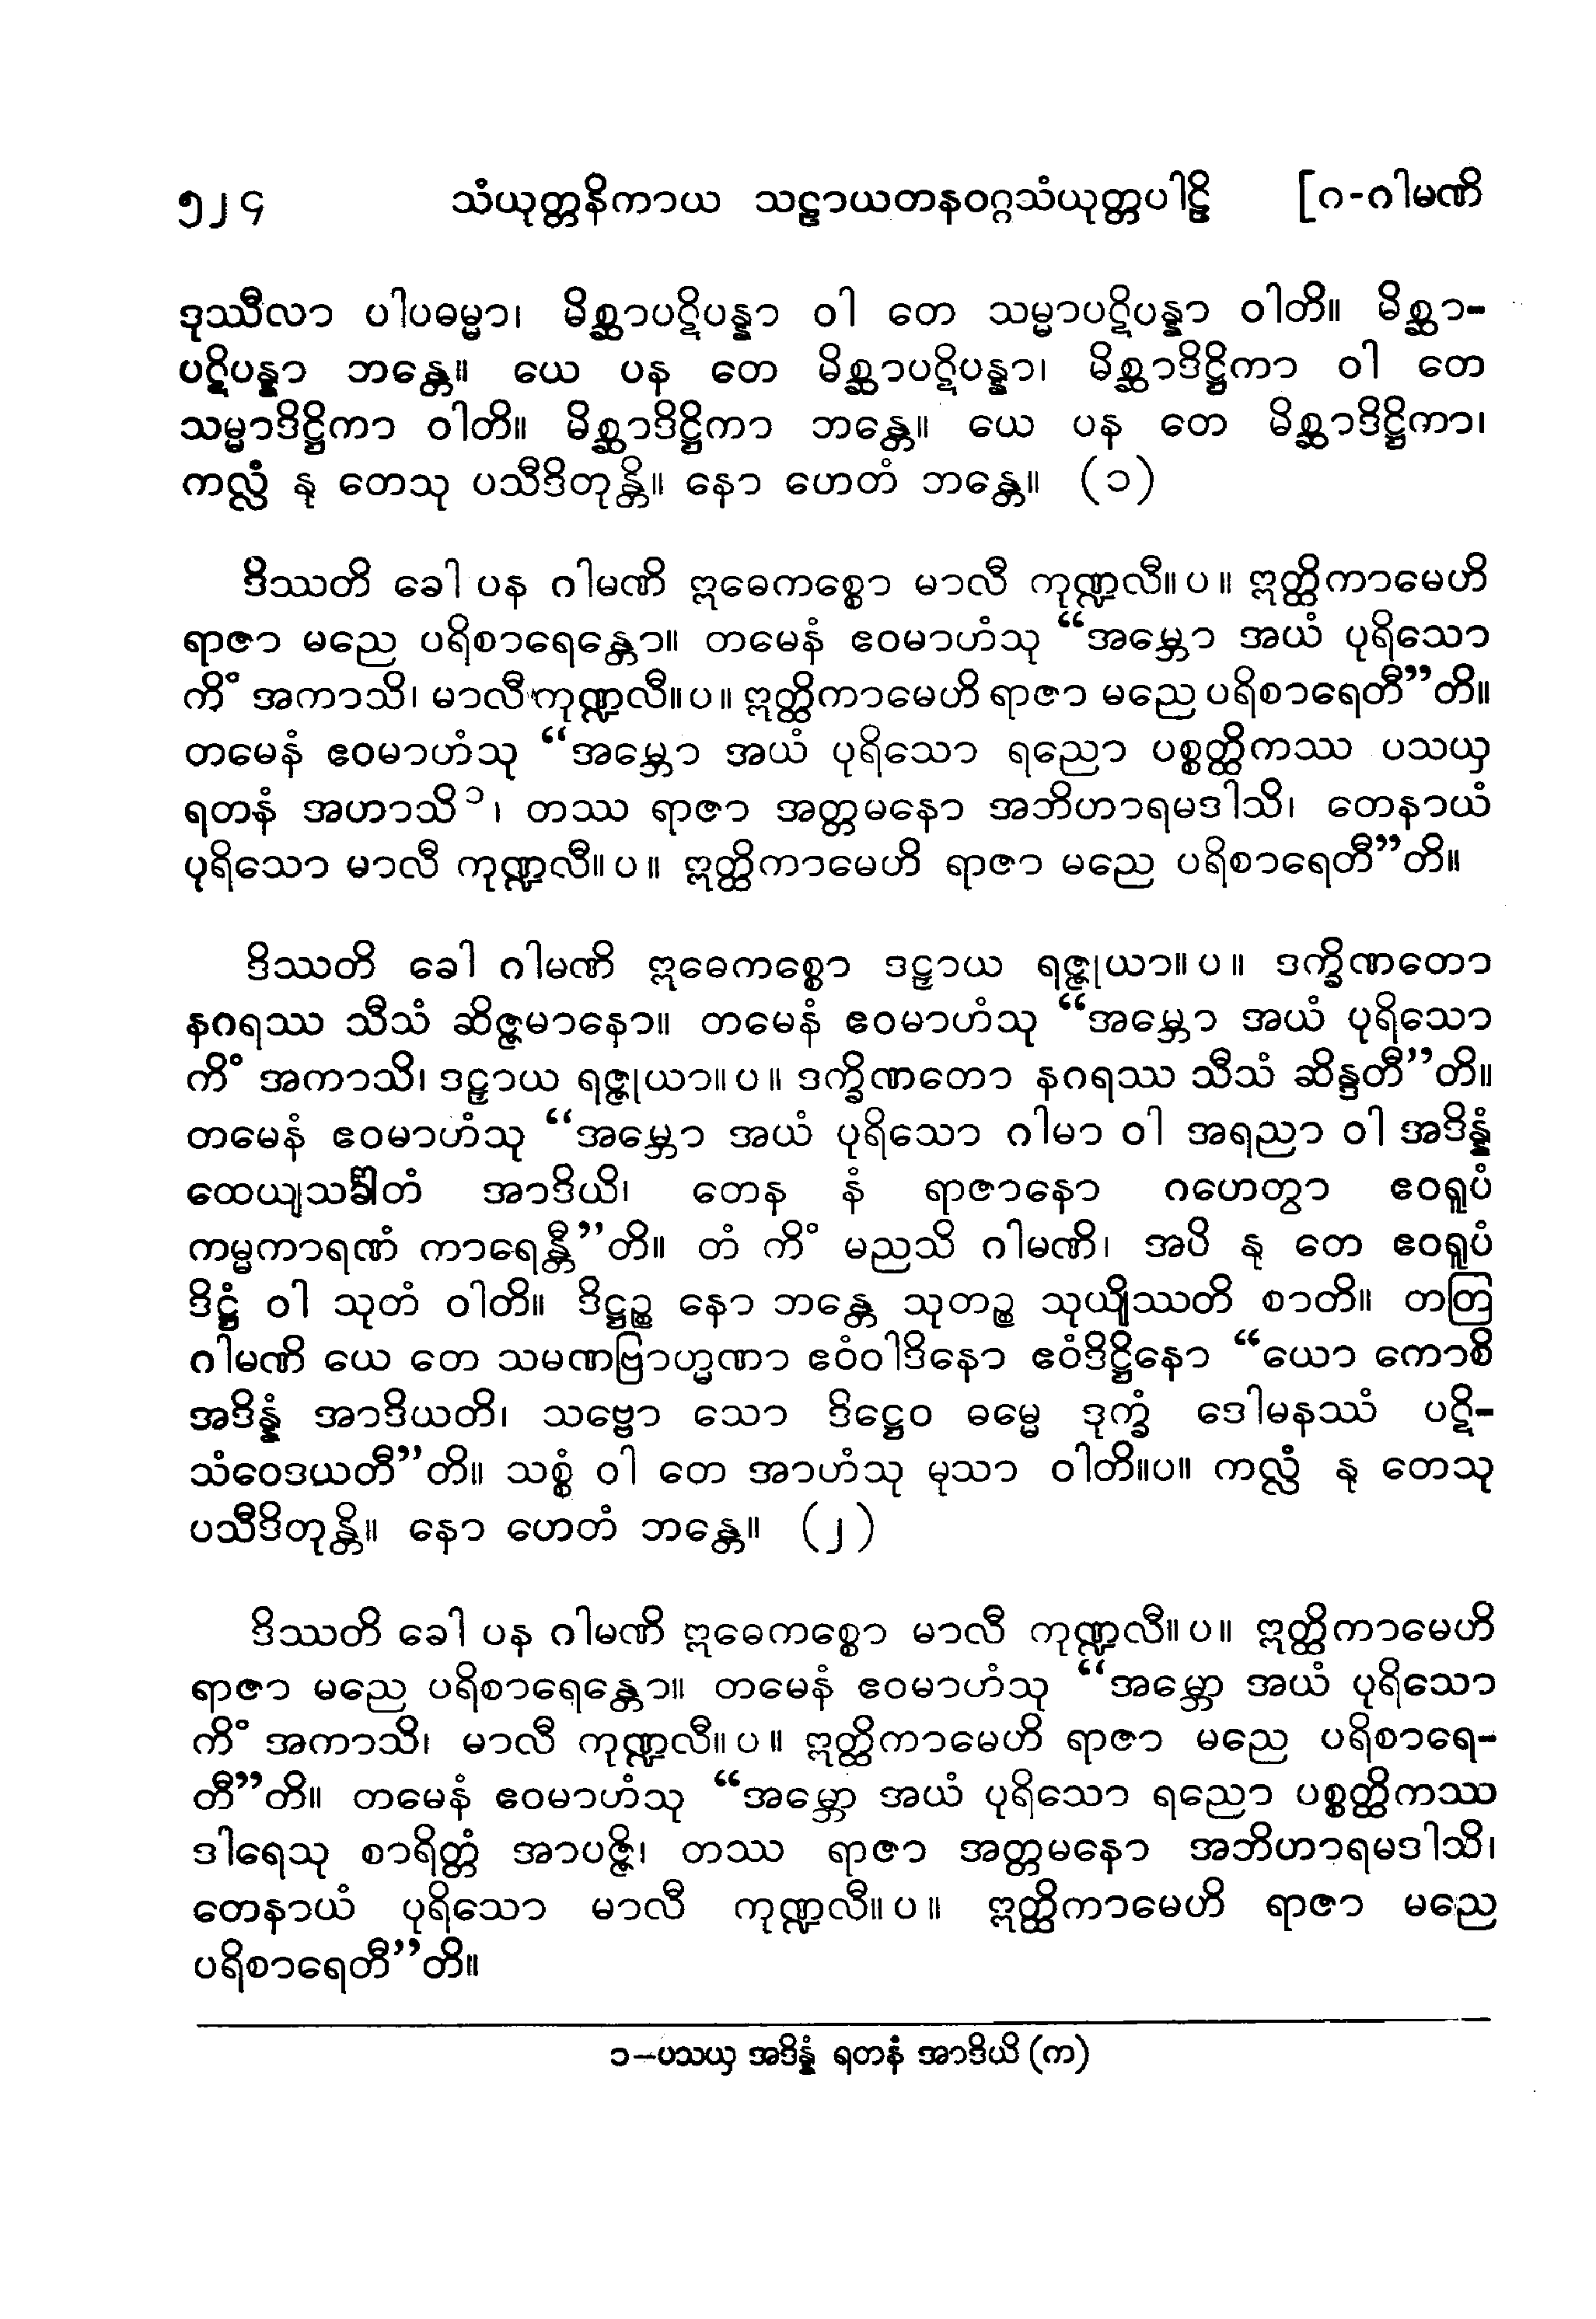 ၅၂၄ သံယုတ္တနိကာယ သဠာယတနဝဂ္ဂသံယုတ္တပါဠိ [ဂ-ဂါမဏိ
ဒုဿီလာ ပါပဓမ္မာ၊ မိစ္ဆာပဋိပန္နာ ဝါ တေ သမ္မာပဋိပန္နာ ဝါတိ။ မိစ္ဆာ-
ပဋိပန္နာ ဘန္တေ။ ယေ ပန တေ မိစ္ဆာပဋိပန္နာ၊ မိစ္ဆာဒိဋ္ဌိကာ ဝါ တေ
သမ္မာဒိဋ္ဌိကာ ဝါတိ။ မိစ္ဆာဒိဋ္ဌိကာ ဘန္တေ။ ယေ ပန တေ မိစ္ဆာဒိဋ္ဌိကာ၊
ကလ္လံ နု တေသု ပသီဒိတုန္တိ။ နော ဟေတံ ဘန္တေ။ (၁)
ဒိဿတိ ခေါ ပန ဂါမဏိ ဣဓေကစ္စော မာလီ ကုဏ္ဍလီ။ပ။ ဣတ္ထိကာမေဟိ
ရာဇာ မညေ ပရိစာရေန္တော။ တမေနံ ဧဝမာဟံသု “အမ္ဘော အယံ ပုရိသော
ကိံ အကာသိ၊ မာလီ ကုဏ္ဍလီ။ပ။ ဣတ္ထိကာမေဟိ ရာဇာ မညေ ပရိစာရေတီ”တိ။
တမေနံ ဧဝမာဟံသု “အမ္ဘော အယံ ပုရိသော ရညော ပစ္စတ္ထိကဿ ပသယှ
ရတနံ အဟာသိ၁၊ တဿ ရာဇာ အတ္တမနော အဘိဟာရမဒါသိ၊ တေနာယံ
ပုရိသော မာလီ ကုဏ္ဍလီ။ပ။ ဣတ္ထိကာမေဟိ ရာဇာ မညေ ပရိစာရေတီ”တိ။
ဒိဿတိ ခေါ ဂါမဏိ ဣဓေကစ္စော ဒဠှာယ ရဇ္ဇုယာ။ပ။ ဒက္ခိဏတော
နဂရဿ သီသံ ဆိဇ္ဇမာနော။ တမေနံ ဧဝမာဟံသု “အမ္ဘော အယံ ပုရိသော
ကိံ အကာသိ၊ ဒဠှာယ ရဇ္ဇုယာ။ပ။ ဒက္ခိဏတော နဂရဿ သီသံ ဆိန္ဒတီ”တိ။
တမေနံ ဧဝမာဟံသု “အမ္ဘော အယံ ပုရိသော ဂါမာ ဝါ အရညာ ဝါ အဒိန္နံ
ထေယျသင်္ခါတံ အာဒိယိ၊ တေန နံ ရာဇာနော ဂဟေတွာ ဧဝရူပံ
ကမ္မကာရဏံ ကာရေန္တီ”တိ။ တံ ကိံ မညသိ ဂါမဏိ၊ အပိ နု တေ ဧဝရူပံ
ဒိဋ္ဌံ ဝါ သုတံ ဝါတိ။ ဒိဋ္ဌဉ္စ နော ဘန္တေ သုတဉ္စ သုယျိဿတိ စာတိ။ တတြ
ဂါမဏိ ယေ တေ သမဏဗြာဟ္မဏာ ဧဝံဝါဒိနော ဧဝံဒိဋ္ဌိနော “ယော ကောစိ
အဒိန္နံ အာဒိယတိ၊ သဗ္ဗော သော ဒိဋ္ဌေဝ ဓမ္မေ ဒုက္ခံ ဒေါမနဿံ ပဋိ-
သံဝေဒယတီ”တိ။ သစ္စံ ဝါ တေ အာဟံသု မုသာ ဝါတိ။ပ။ ကလ္လံ နု တေသု
ပသီဒိတုန္တိ။ နော ဟေတံ ဘန္တေ။ (၂)
ဒိဿတိ ခေါ ပန ဂါမဏိ ဣဓေကစ္စော မာလီ ကုဏ္ဍလီ။ပ။ ဣတ္ထိကာမေဟိ
ရာဇာ မညေ ပရိစာရေန္တော။ တမေနံ ဧဝမာဟံသု “အမ္ဘော အယံ ပုရိသော
ကိံ အကာသိ၊ မာလီ ကုဏ္ဍလီ။ပ။ ဣတ္ထိကာမေဟိ ရာဇာ မညေ ပရိစာရေ-
တီ”တိ။ တမေနံ ဧဝမာဟံသု “အမ္ဘော အယံ ပုရိသော ရညော ပစ္စတ္ထိကဿ
ဒါရေသု စာရိတ္တံ အာပဇ္ဇိ၊ တဿ ရာဇာ အတ္တမနော အဘိဟာရမဒါသိ၊
တေနာယံ ပုရိသော မာလီ ကုဏ္ဍလီ။ပ။ ဣတ္ထိကာမေဟိ ရာဇာ မညေ
ပရိစာရေတီ”တိ။
၁-ပသယှ အဒိန္နံ ရတနံ အာဒိယိ (က)